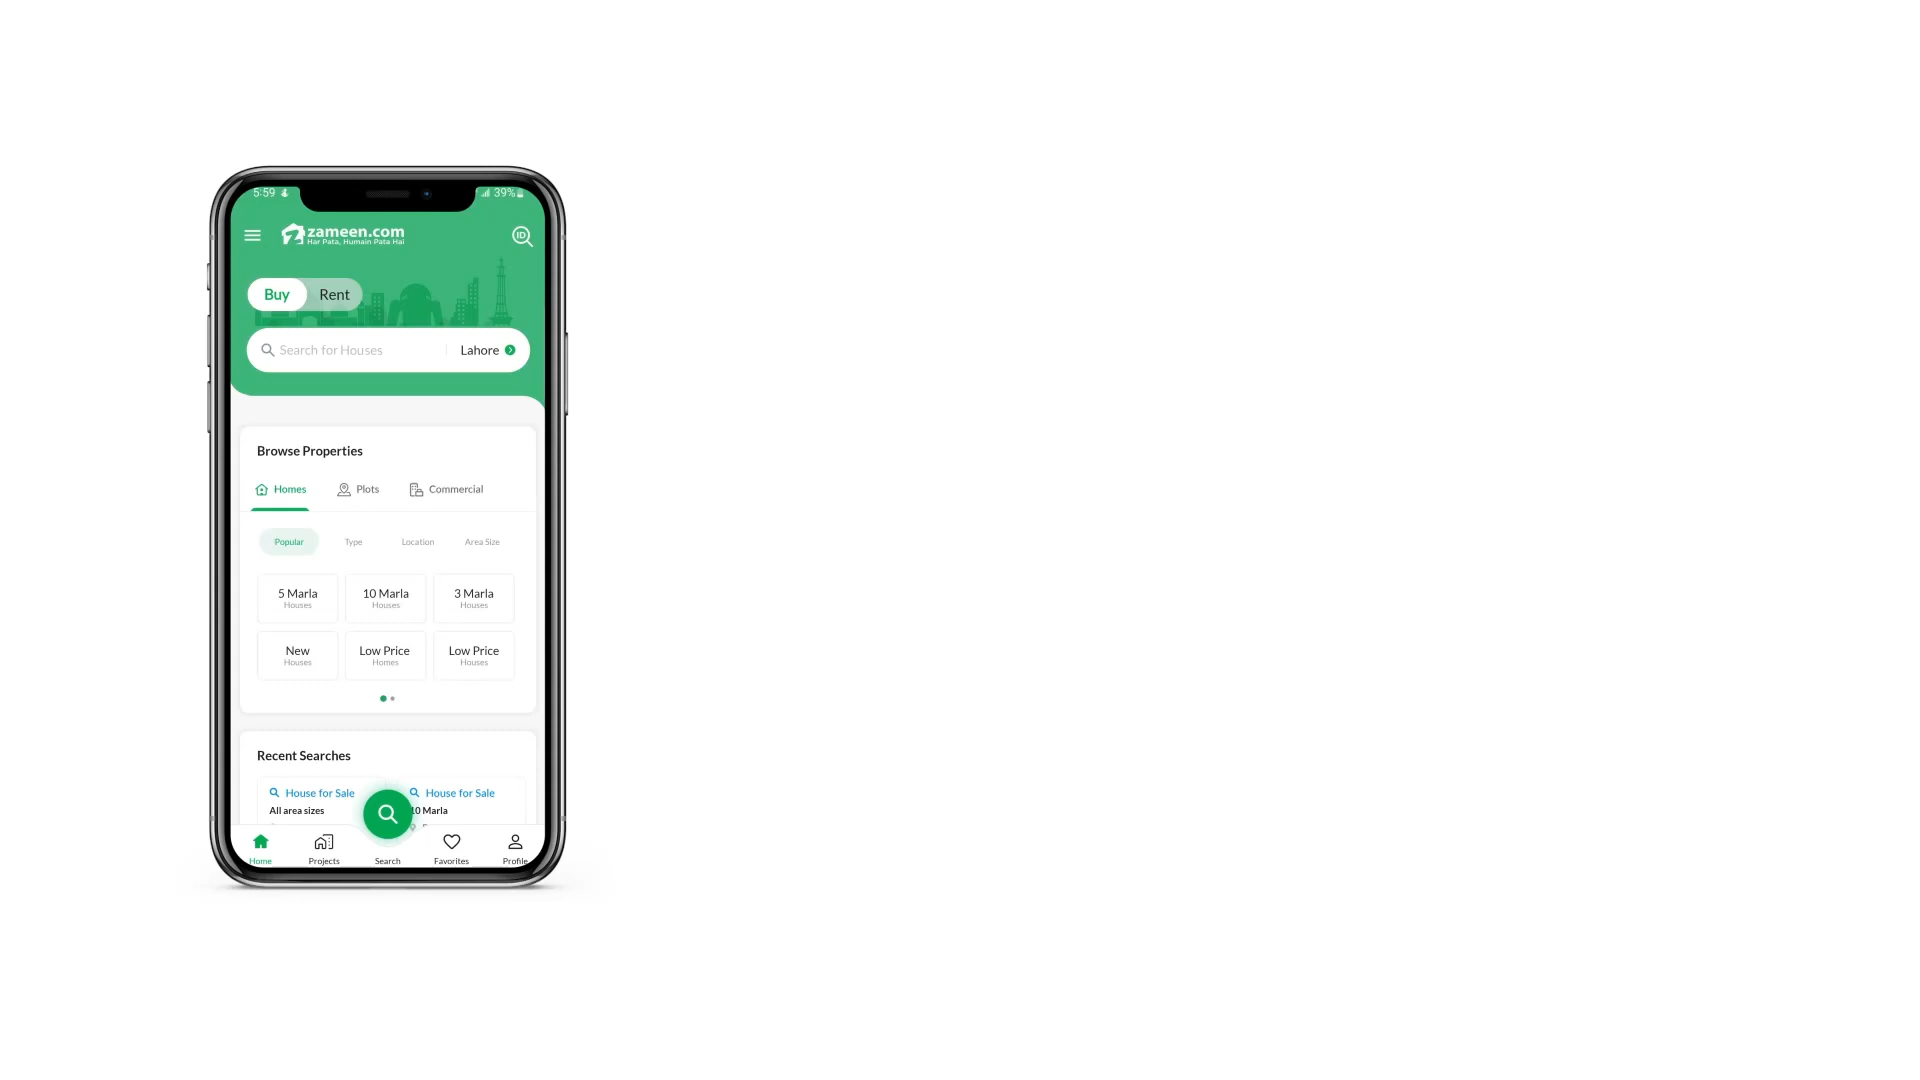 5:59
39%
zameen.com
Har Pata, Humain Pata Hai
ID
Buy
Rent
Search for Houses
Lahore
Browse Properties
Homes
Plots
Commercial
Popular
Type
Location
Area Size
5 Marla
Houses
10 Marla
Houses
3 Marla
Houses
New
Houses
Low Price
Homes
Low Price
Houses
Recent Searches
House for Sale
All area sizes
House for Sale
10 Marla
Home
Projects
Search
Favorites
Profile